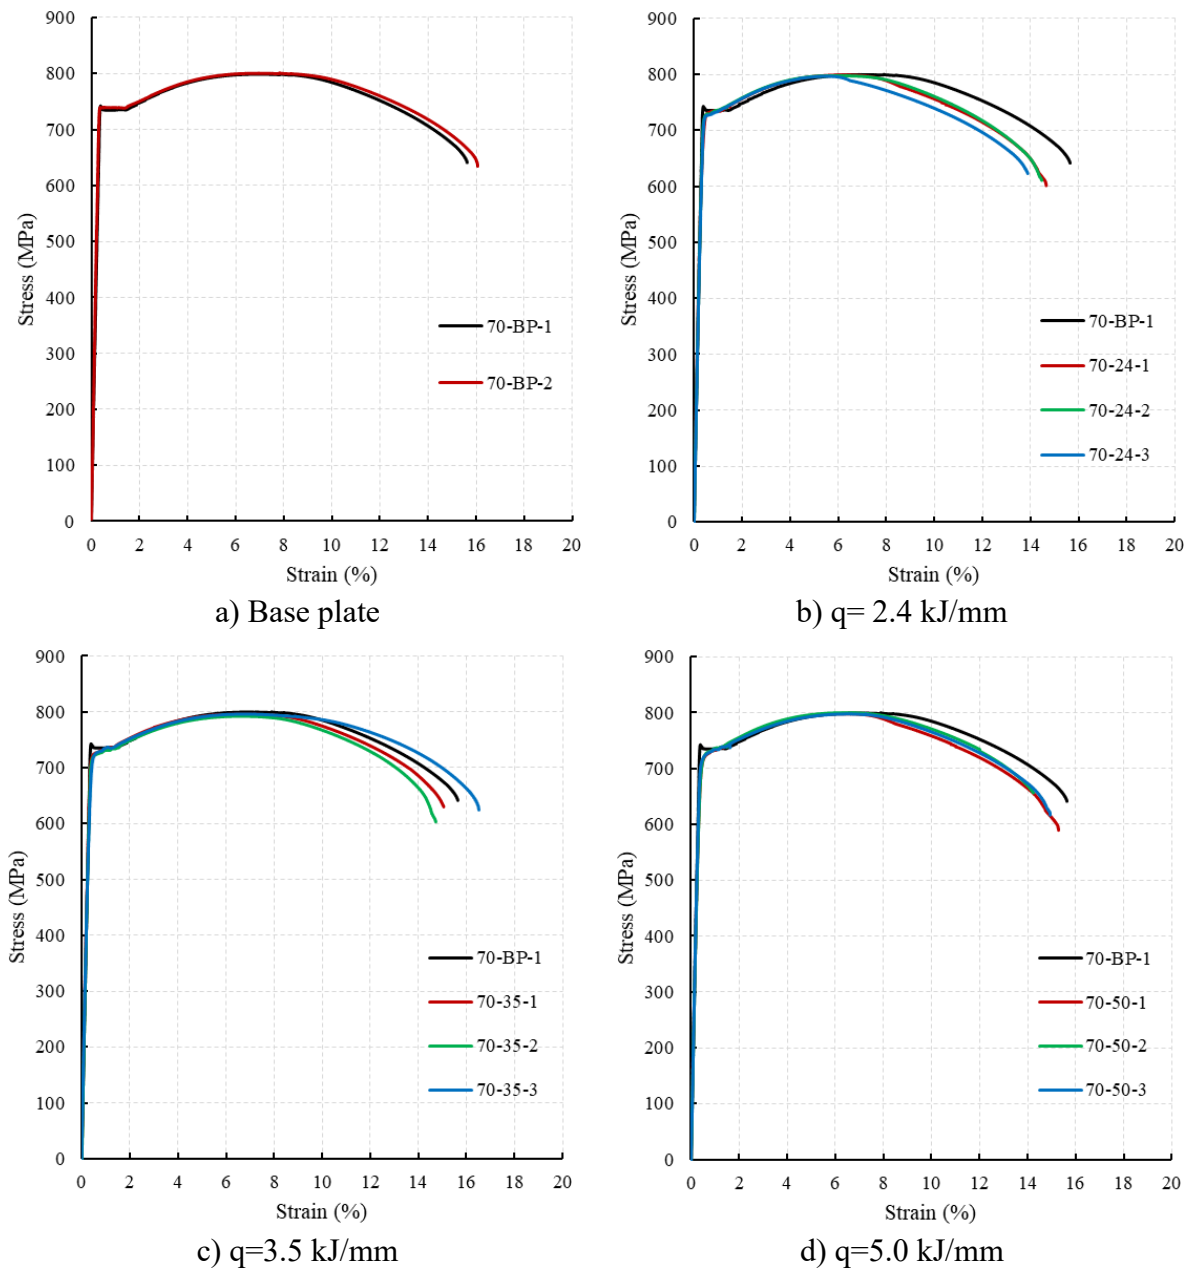 900
800
700
600
500
400
300
200
100
0
Stress (MPa)
0 2 4 6 8 10 12 14 16 18 20
Strain (%)
70-BP-1
70-BP-2
a) Base plate
900
800
700
600
500
400
300
200
100
0
Stress (MPa)
0 2 4 6 8 10 12 14 16 18 20
Strain (%)
70-BP-1
70-24-1
70-24-2
70-24-3
b) q= 2.4 kJ/mm
900
800
700
600
500
400
300
200
100
0
Stress (MPa)
0 2 4 6 8 10 12 14 16 18 20
Strain (%)
70-BP-1
70-35-1
70-35-2
70-35-3
c) q=3.5 kJ/mm
900
800
700
600
500
400
300
200
100
0
Stress (MPa)
0 2 4 6 8 10 12 14 16 18 20
Strain (%)
70-BP-1
70-50-1
70-50-2
70-50-3
d) q=5.0 kJ/mm